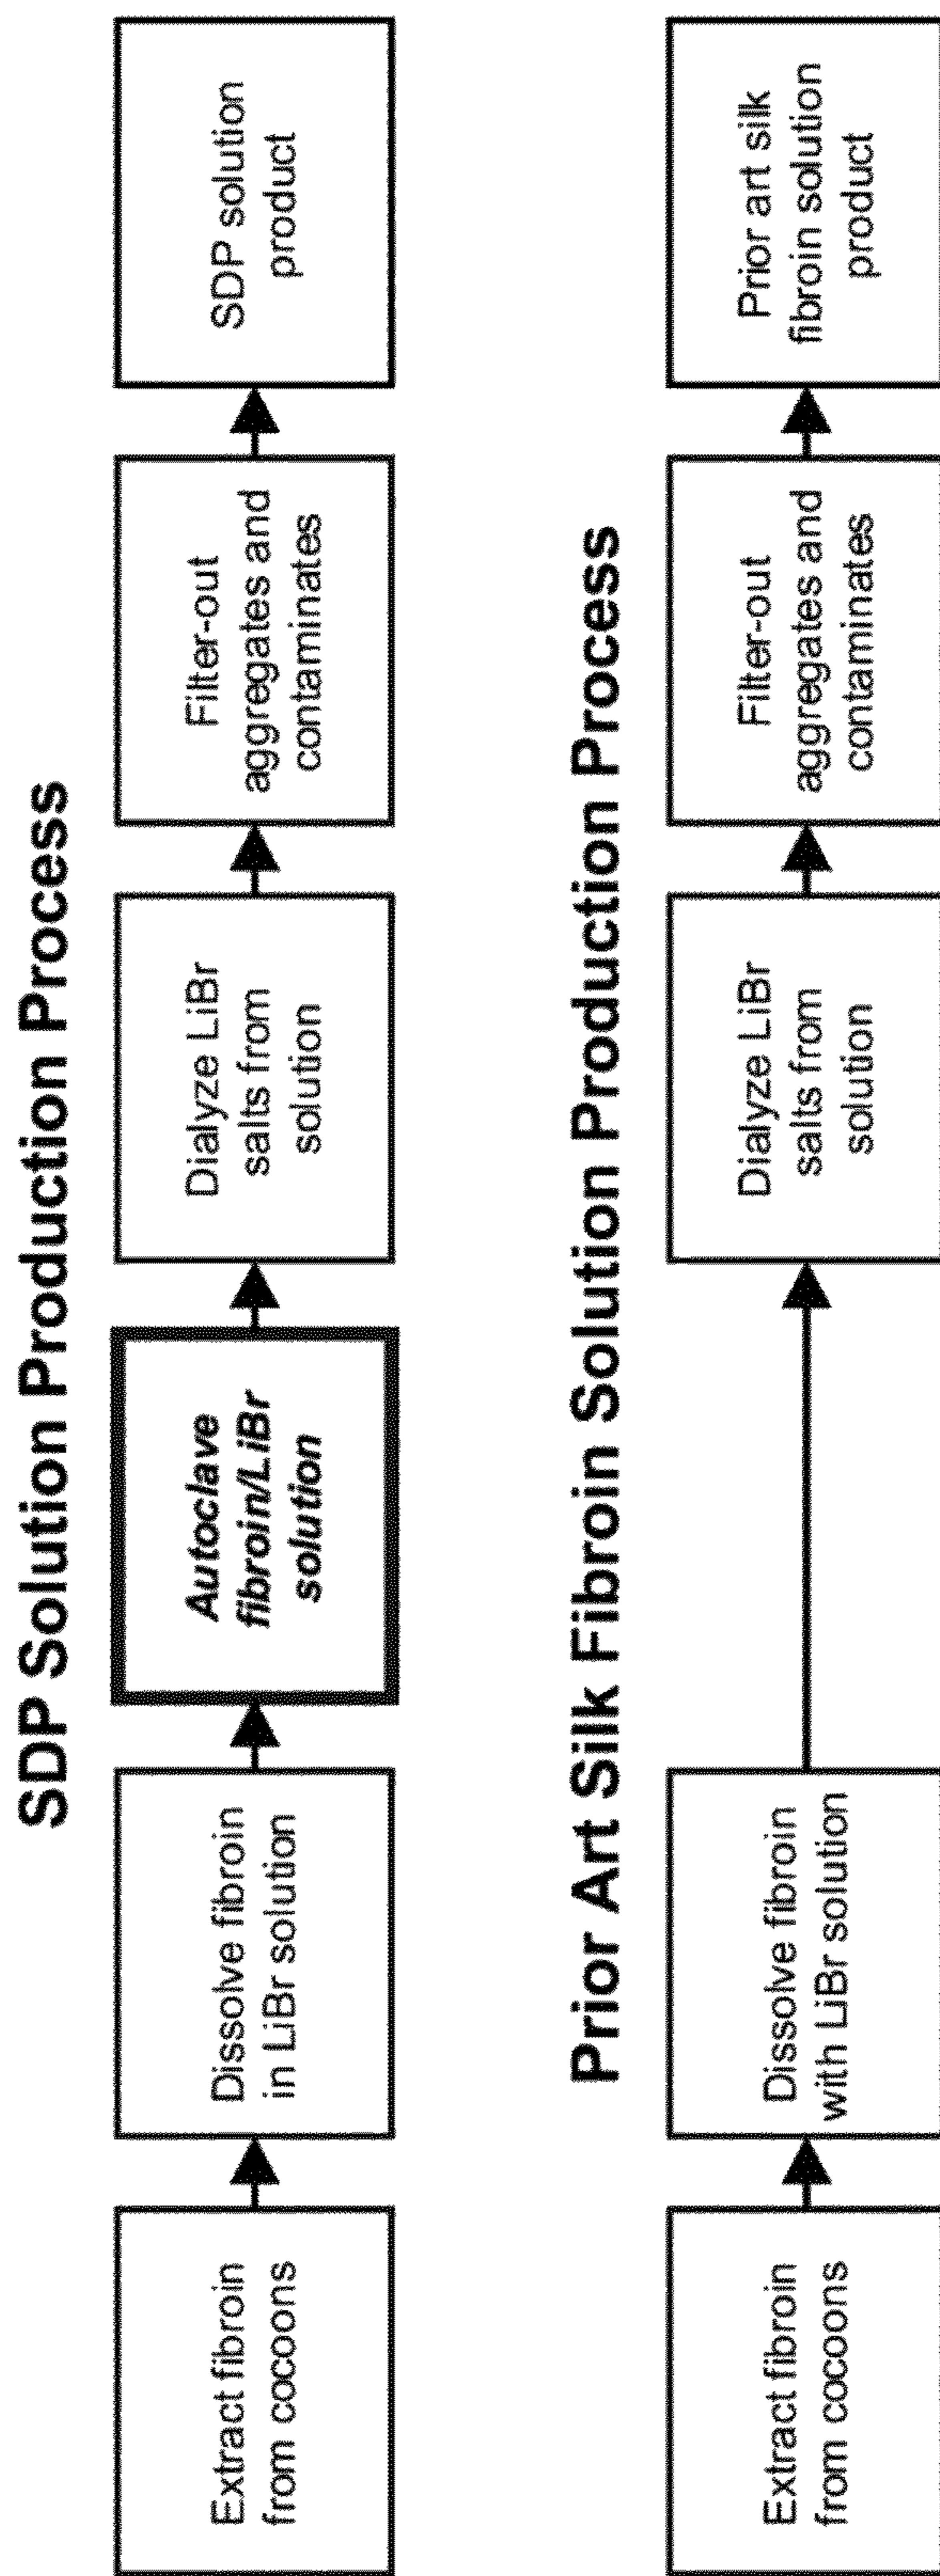 SDP Solution Production Process
Extract fibroin
from cocoons
Dissolve fibroin
in LiBr solution
Autoclave
fibroin/LiBr
solution
Dialyze LiBr
salts from
solution
Filter-out
aggregates and
contaminates
SDP solution
product
Prior Art Silk Fibroin Solution Production Process
Extract fibroin
from cocoons
Dissolve fibroin
with LiBr solution
Dialyze LiBr
salts from
solution
Filter-out
aggregates and
contaminates
Prior art silk
fibroin solution
product